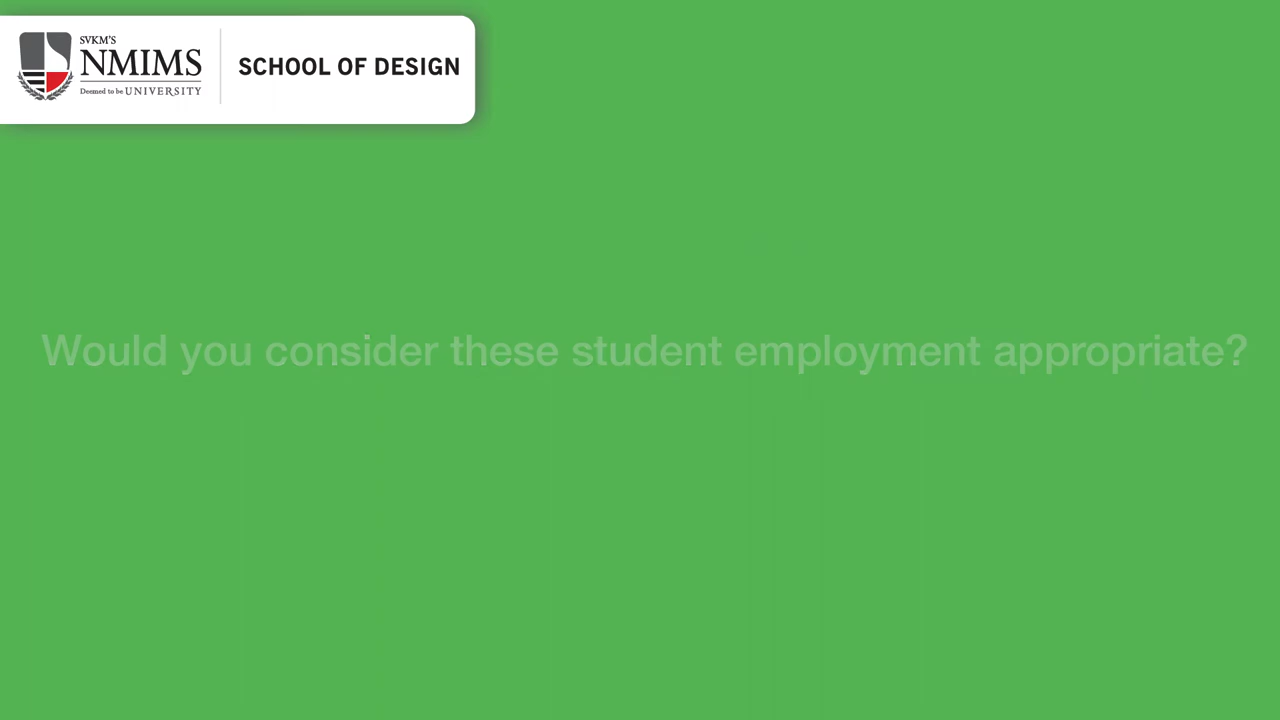 SVKM'S
NMIMS
Deemed to be UNIVERSITY
SCHOOL OF DESIGN
Would you consider these student employment appropriate?